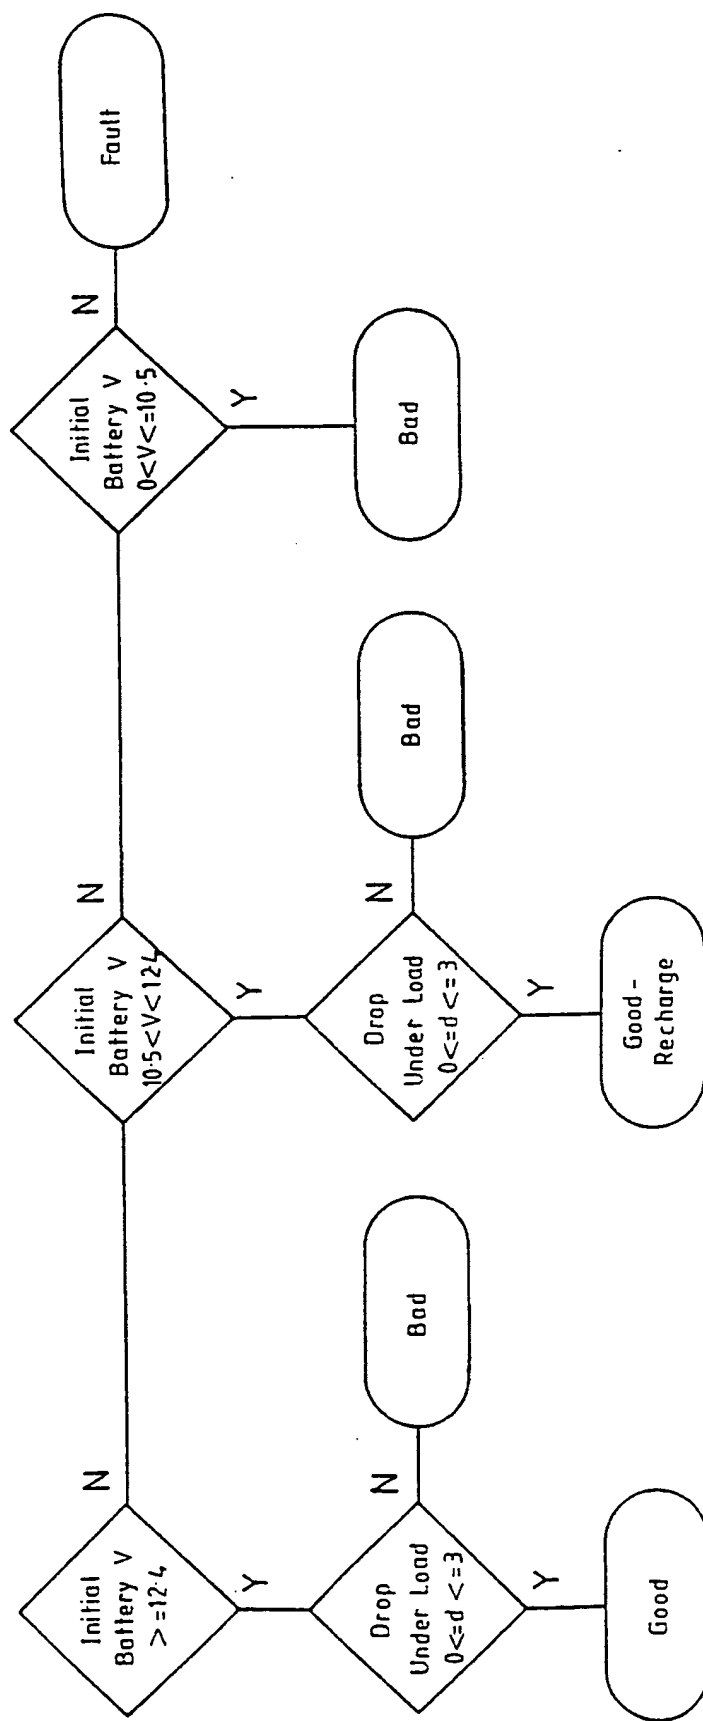 Initial
Battery V
>=12·4
N
Y
Drop
Under Load
0<=d <=3
N
Bad
Y
Good
Initial
Battery V
10·5<V<12·4
N
Y
Drop
Under Load
0<=d <=3
N
Bad
Y
Good-
Recharge
Initial
Battery V
0<V<=10·5
N
Fault
Y
Bad